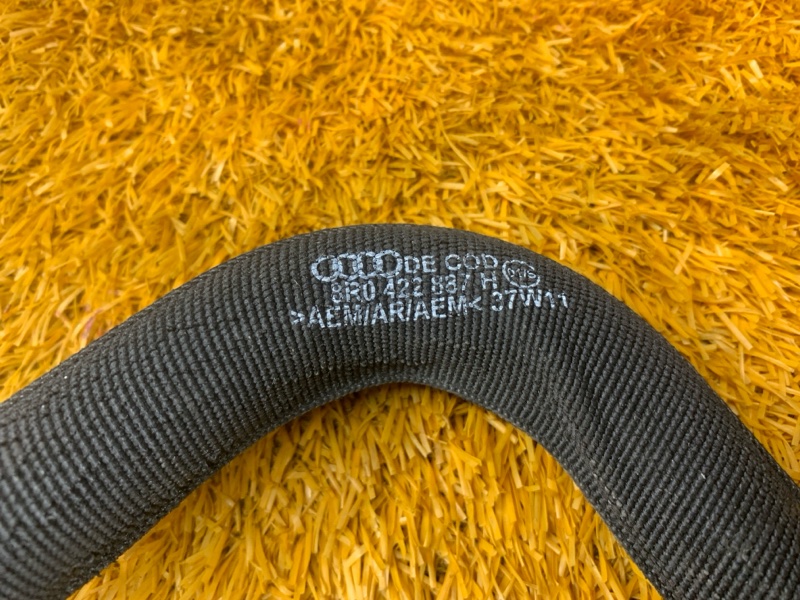 DE COD
8R0 422 887 H
>AEM/AR/AEM< 37W11